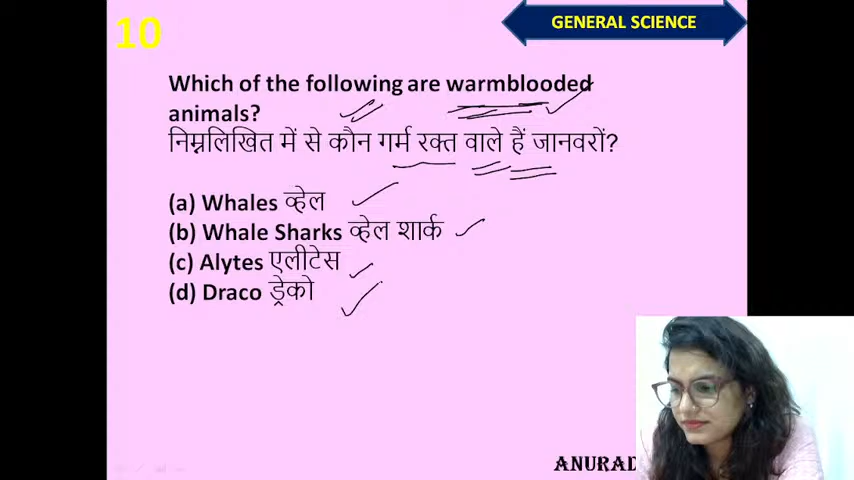 10
GENERAL SCIENCE
Which of the following are warmblooded
animals?
निम्नलिखित में से कौन गर्म रक्त वाले हैं जानवरों?
(a) Whales व्हेल
(b) Whale Sharks व्हेल शार्क
(c) Alytes एलीटेस
(d) Draco ड्रेको
ANURAD